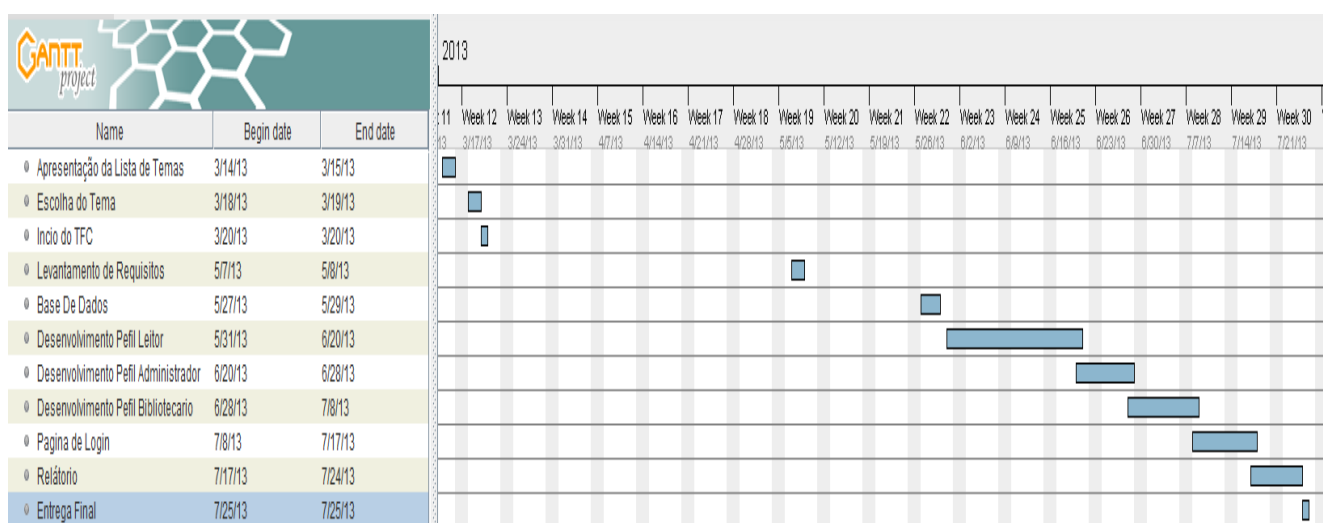 GANTT
project
2013
: 11 Week 12 Week 13 Week 14 Week 15 Week 16 Week 17 Week 18 Week 19 Week 20 Week 21 Week 22 Week 23 Week 24 Week 25 Week 26 Week 27 Week 28 Week 29 Week 30
13 3/17/13 3/24/13 3/31/13 4/7/13 4/14/13 4/21/13 4/28/13 5/5/13 5/12/13 5/19/13 5/26/13 6/2/13 6/9/13 6/16/13 6/23/13 6/30/13 7/7/13 7/14/13 7/21/13
Name Begin date End date
Apresentação da Lista de Temas 3/14/13 3/15/13
Escolha do Tema 3/18/13 3/19/13
Incio do TFC 3/20/13 3/20/13
Levantamento de Requisitos 5/7/13 5/8/13
Base De Dados 5/27/13 5/29/13
Desenvolvimento Pefil Leitor 5/31/13 6/20/13
Desenvolvimento Pefil Administrador 6/20/13 6/28/13
Desenvolvimento Pefil Bibliotecario 6/28/13 7/8/13
Pagina de Login 7/8/13 7/17/13
Relátorio 7/17/13 7/24/13
Entrega Final 7/25/13 7/25/13